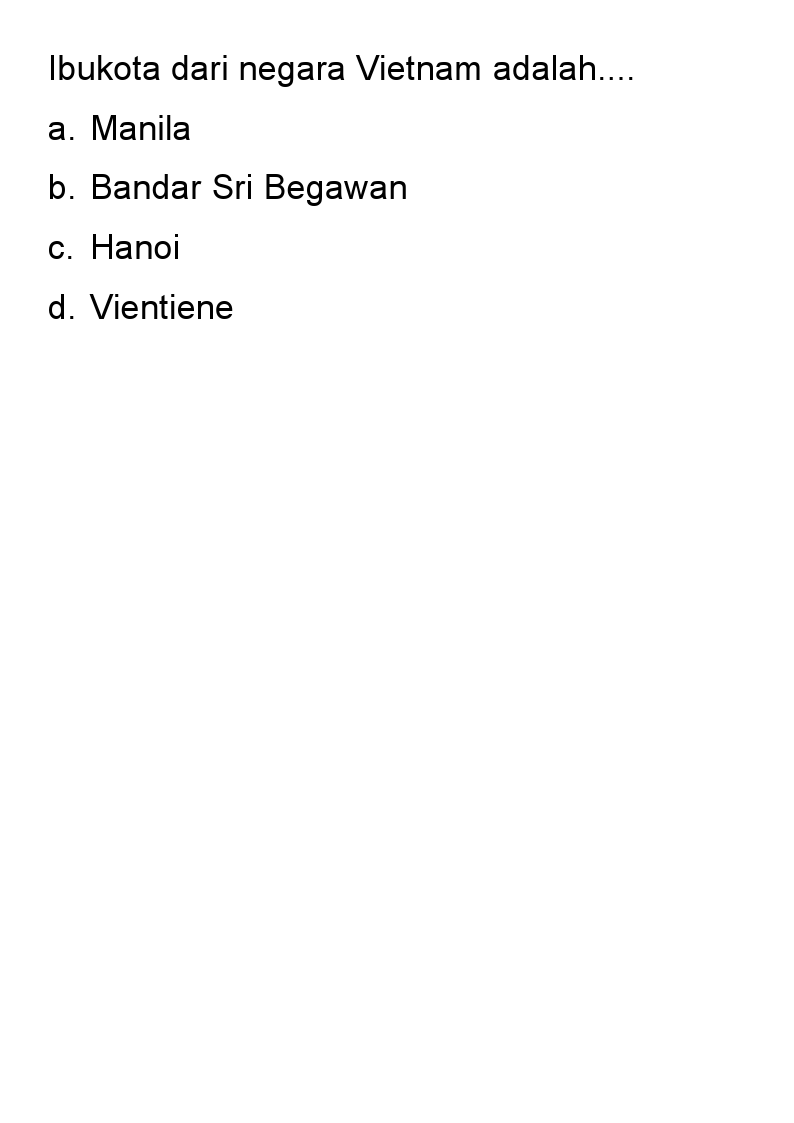 Ibukota dari negara Vietnam adalah....
a. Manila
b. Bandar Sri Begawan
c. Hanoi
d. Vientiene